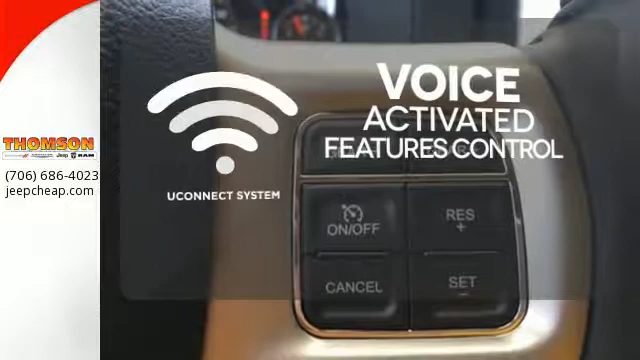 THOMSON
Jeep RAM
(706) 686-4023
jeepcheap.com
UCONNECT SYSTEM
VOICE
ACTIVATED
FEATURES CONTROL
ON/OFF
RES
+
CANCEL
SET
-